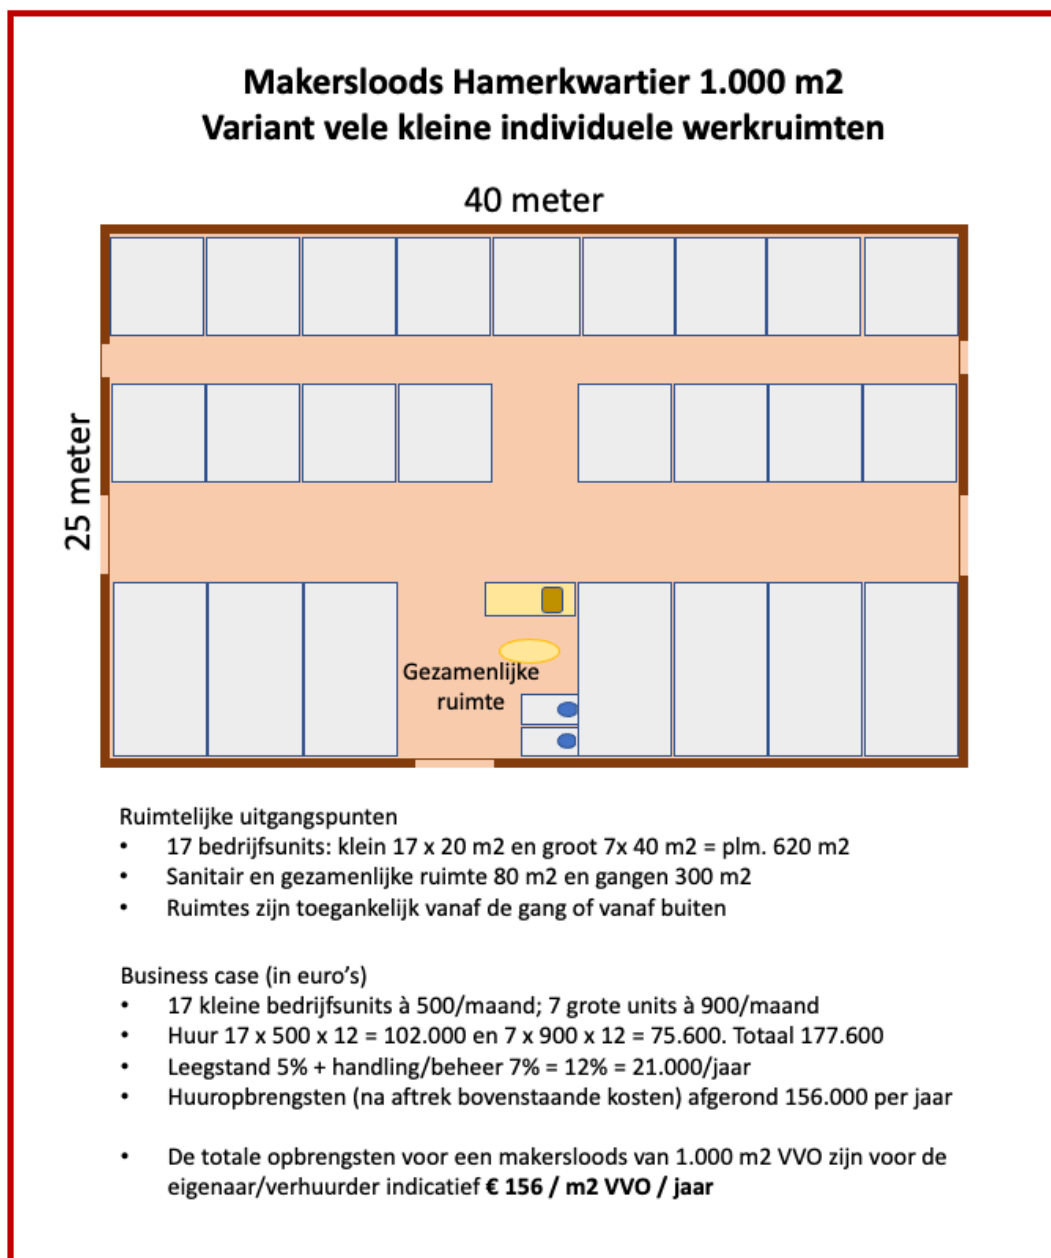 Makersloods Hamerkwartier 1.000 m2
Variant vele kleine individuele werkruimten
40 meter
25 meter
Gezamenlijke
ruimte
Ruimtelijke uitgangspunten
• 17 bedrijfsunits: klein 17 x 20 m2 en groot 7x 40 m2 = plm. 620 m2
• Sanitair en gezamenlijke ruimte 80 m2 en gangen 300 m2
• Ruimtes zijn toegankelijk vanaf de gang of vanaf buiten
Business case (in euro's)
• 17 kleine bedrijfsunits à 500/maand; 7 grote units à 900/maand
• Huur 17 x 500 x 12 = 102.000 en 7 x 900 x 12 = 75.600. Totaal 177.600
• Leegstand 5% + handling/beheer 7% = 12% = 21.000/jaar
• Huuropbrengsten (na aftrek bovenstaande kosten) afgerond 156.000 per jaar
• De totale opbrengsten voor een makersloods van 1.000 m2 VVO zijn voor de
eigenaar/verhuurder indicatief € 156 / m2 VVO / jaar